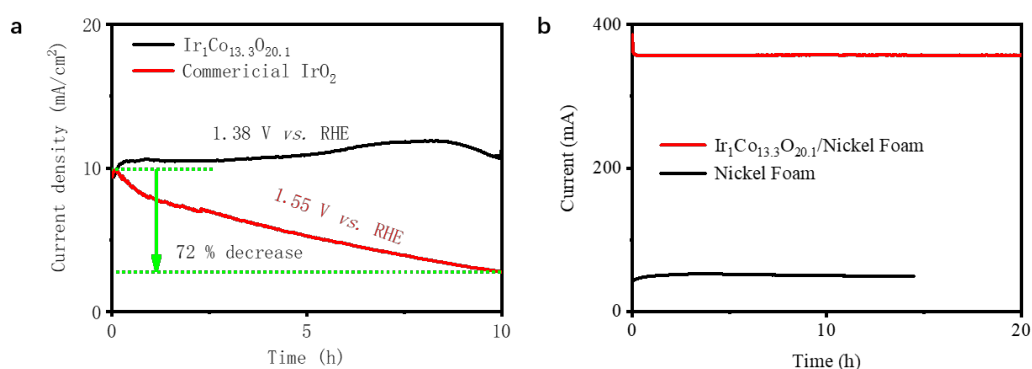 a
20
10
0
Current density (mA/cm²)
Ir₁Co₁₃.₃O₂₀.₁
Commericial IrO₂
1.38 V vs. RHE
1.55 V vs. RHE
72 % decrease
0
5
10
Time (h)
b
400
200
0
Current (mA)
Ir₁Co₁₃.₃O₂₀.₁/Nickel Foam
Nickel Foam
0
10
20
Time (h)